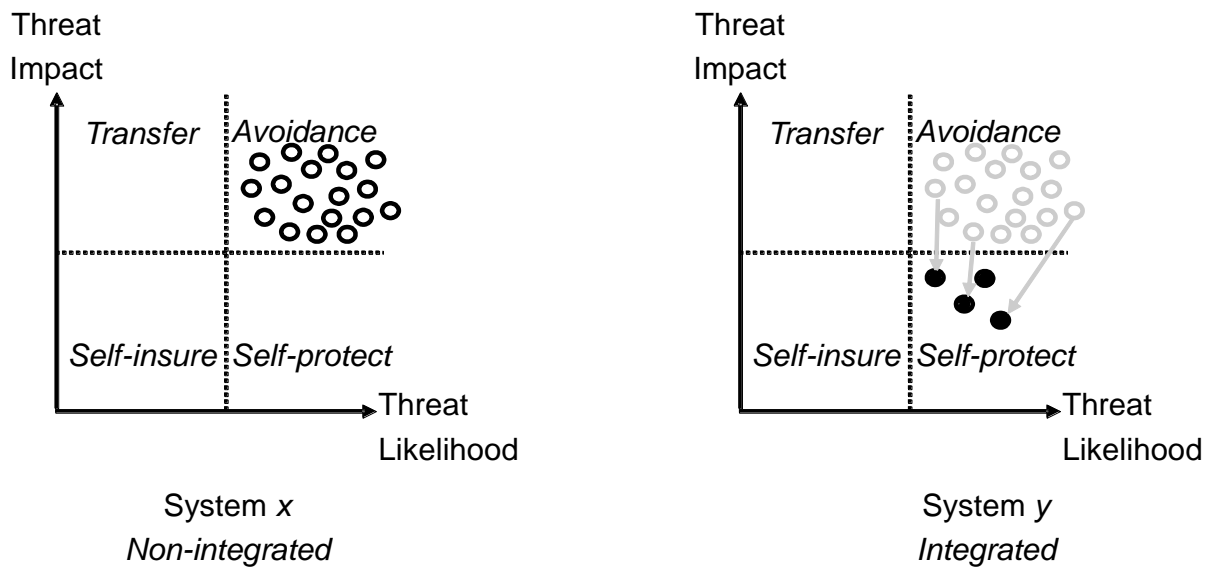 Threat
Impact
Transfer
Avoidance
Self-insure
Self-protect
Threat
Likelihood
System x
Non-integrated
Threat
Impact
Transfer
Avoidance
Self-insure
Self-protect
Threat
Likelihood
System y
Integrated